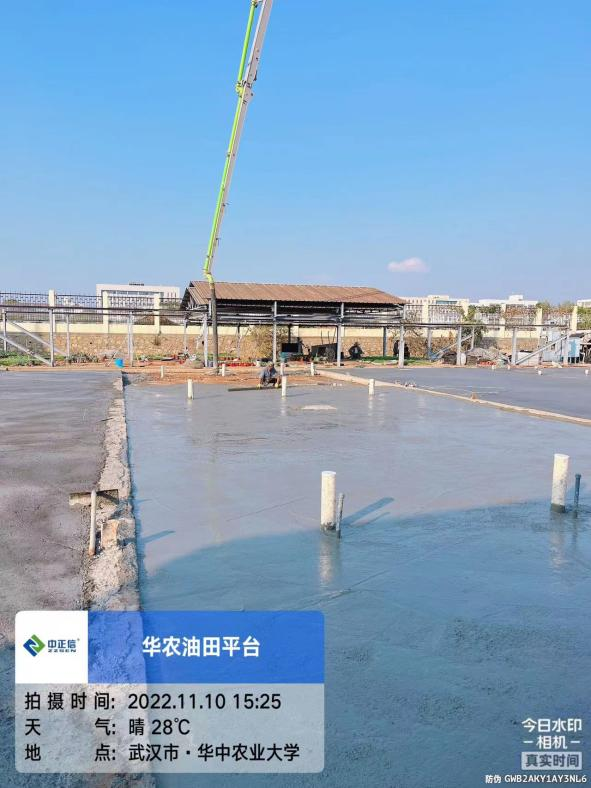 中正信®
ZZSEN
华农油田平台
拍摄时间: 2022.11.10 15:25
天气: 晴 28℃
地点: 武汉市·华中农业大学
今日水印
相机
真实时间
防伪 GWB2AKY1AY3NL6